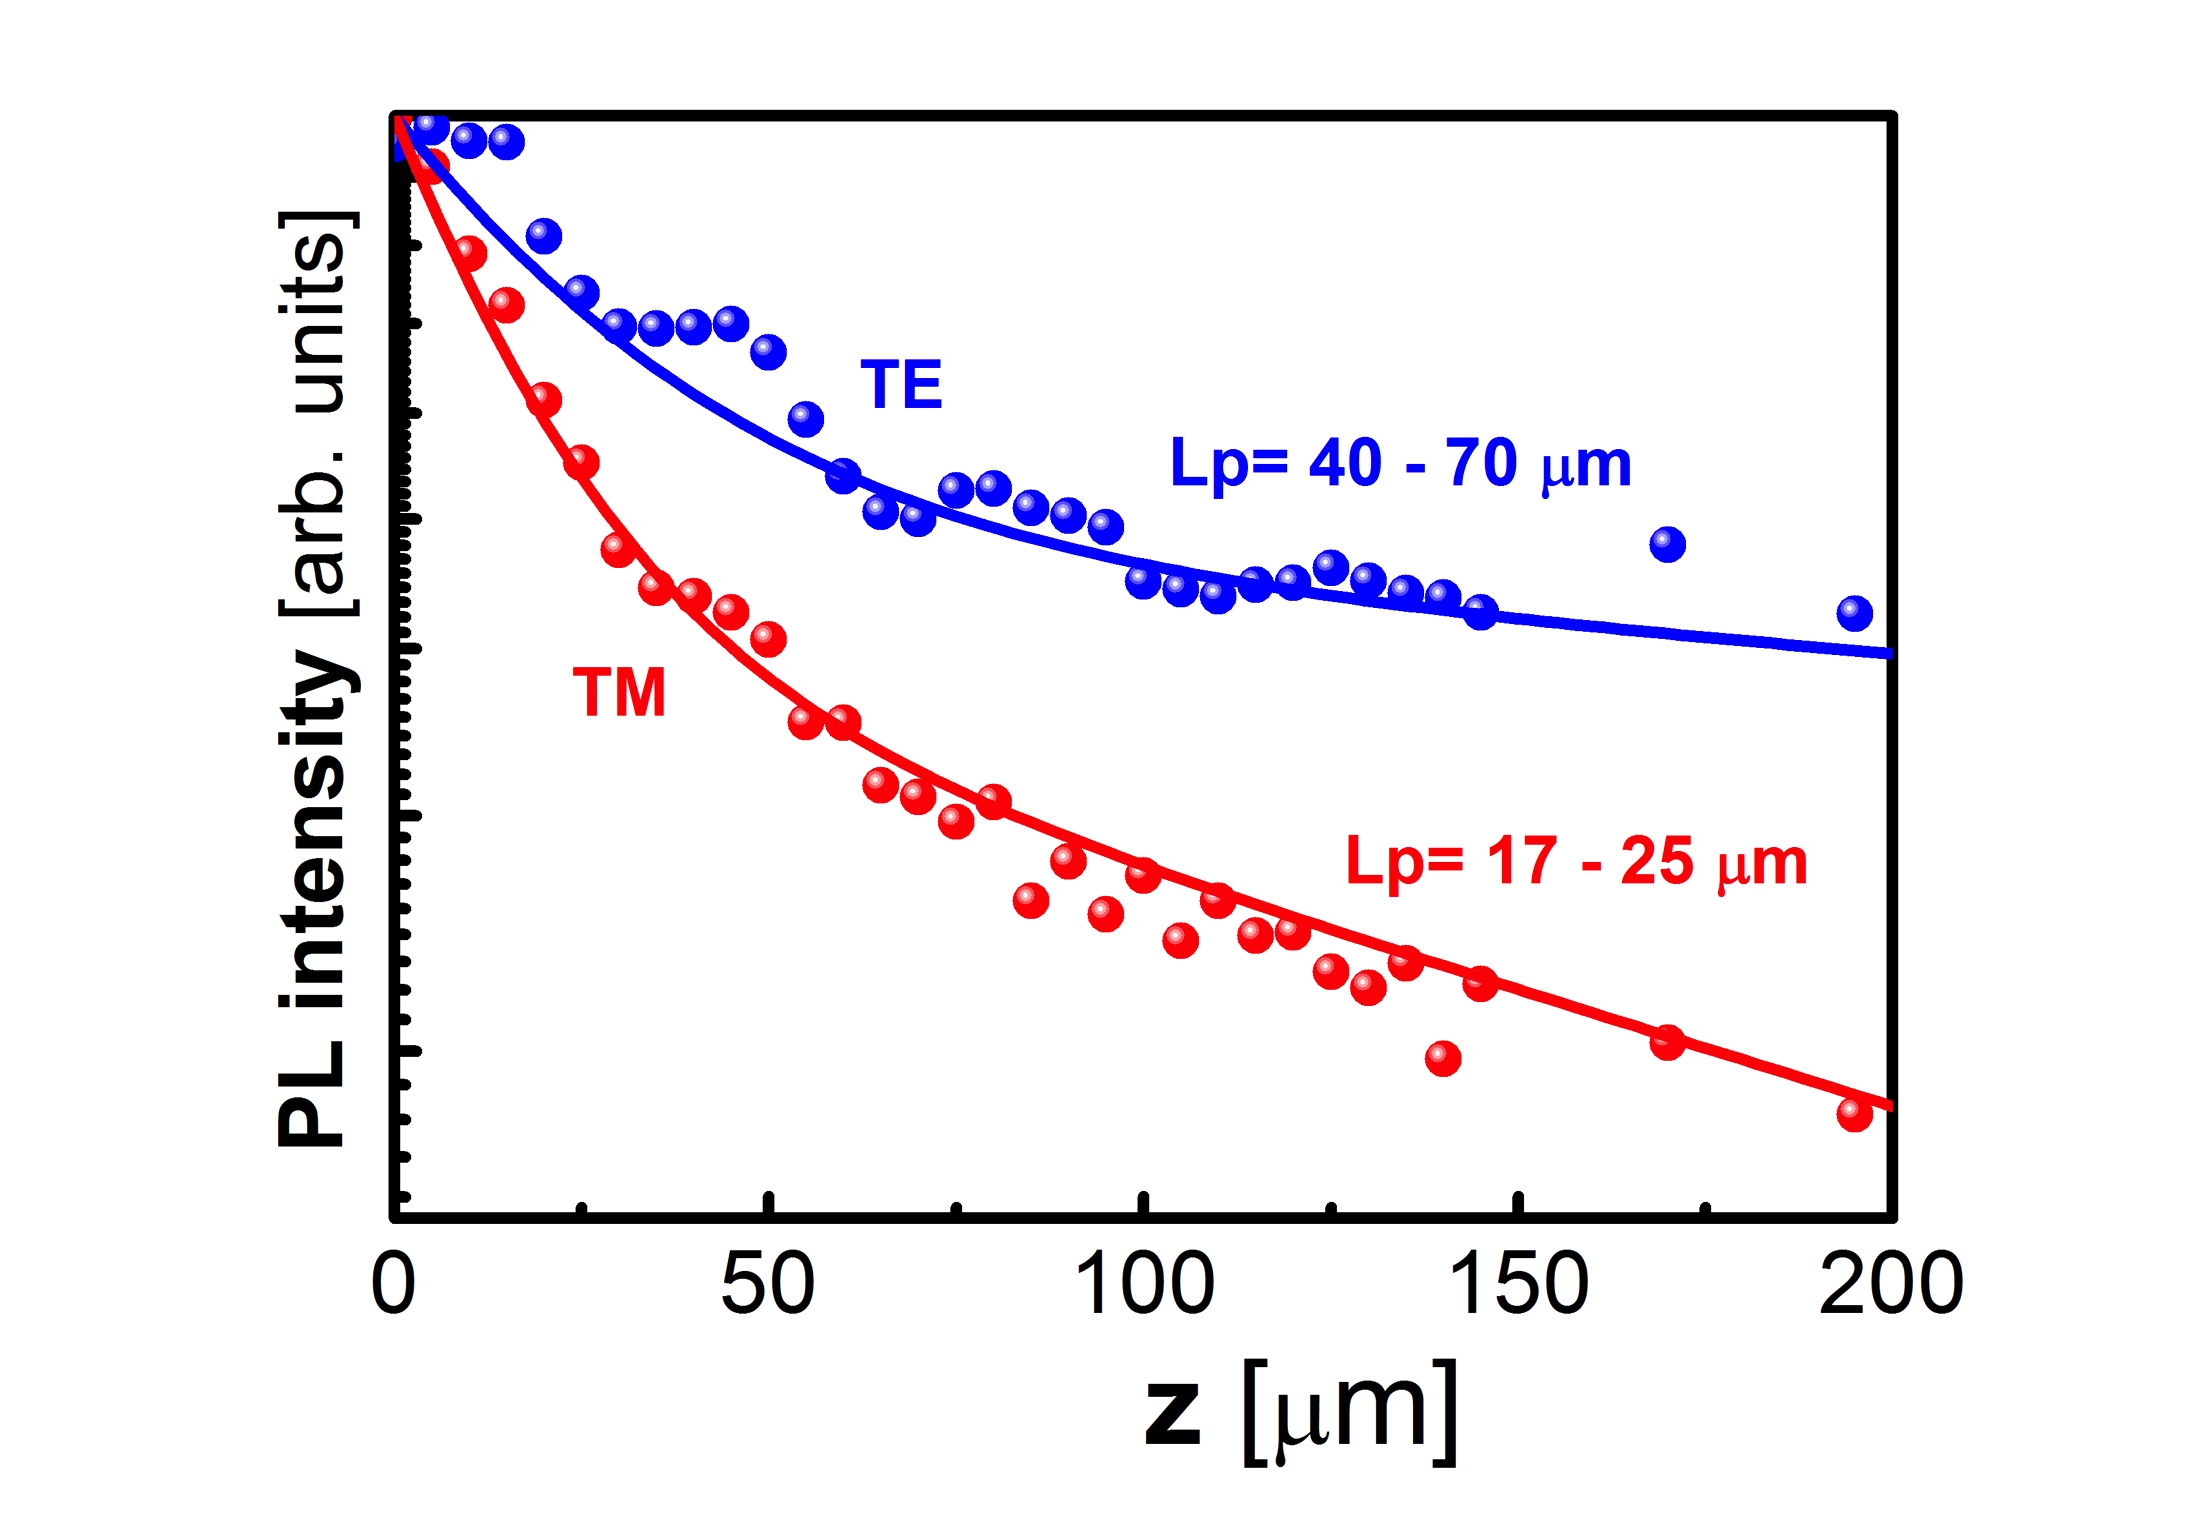 PL intensity [arb. units]
TE
Lp= 40 - 70 μm
TM
Lp= 17 - 25 μm
0 50 100 150 200
z [μm]